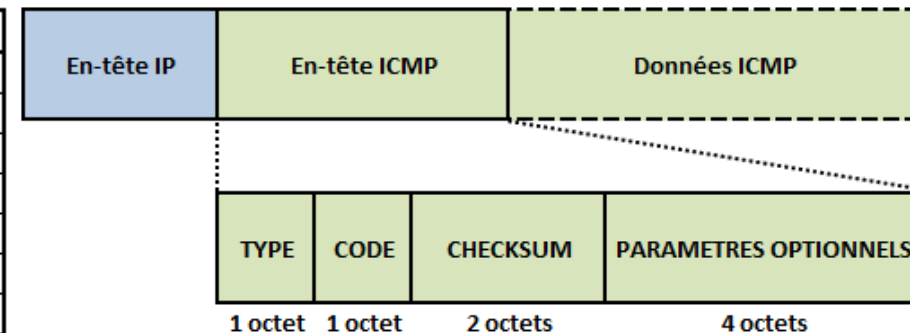 En-tête IP En-tête ICMP Données ICMP
TYPE CODE CHECKSUM PARAMETRES OPTIONNELS
1 octet 1 octet 2 octets 4 octets